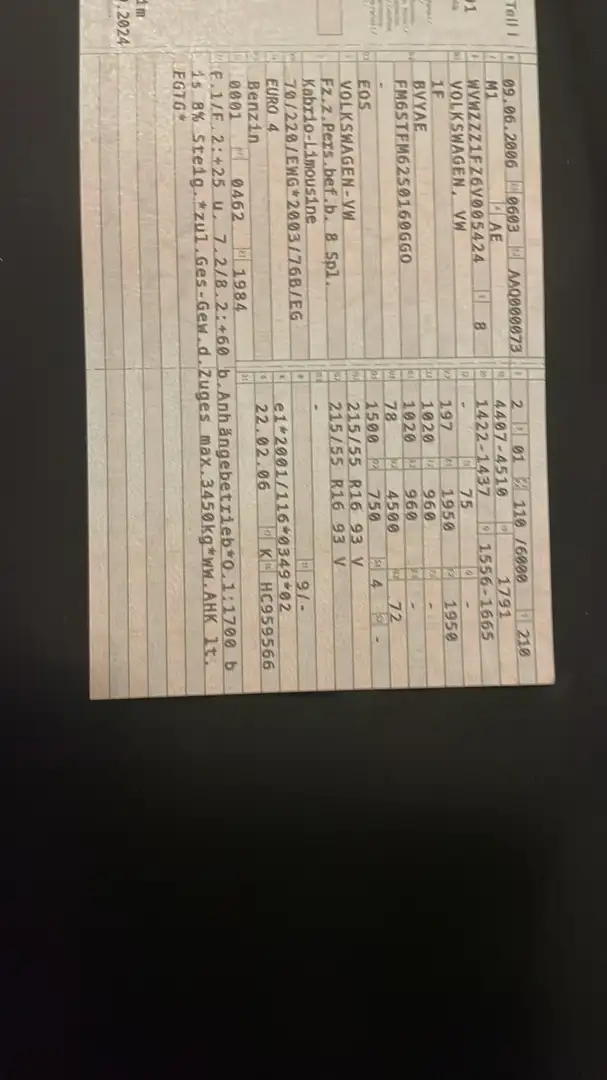 Teil I
09.06.2006 0603 AAQ000073
M1 AE
WVWZZZ1FZ6V005424 8
VOLKSWAGEN, VW
1F
BVYAE
FM6STFM62S0160GGO
-
EOS
VOLKSWAGEN-VW
Fz.z.Pers.bef.b. 8 Spl.
Kabrio-Limousine
70/220/EWG*2003/76B/EG
EURO 4
Benzin
0001 0462 1984
2 01 110 /6000 210
4407-4510 1791
1422-1437 1556-1665
- 75 -
197 1950 1950
1020 960 -
1020 960 -
78 4500 72
1500 750 4 -
215/55 R16 93 V
215/55 R16 93 V
-
9/-
e1*2001/116*0349*02
22.02.06 K HC959566
F.1/F.2:+25 u. 7.2/8.2:+60 b.Anhängebetrieb*O.1:1700 b
is 8% Steig.*zul.Ges-Gew.d.Zuges max.3450kg*ww.AHK lt.
EGTG*
.2024